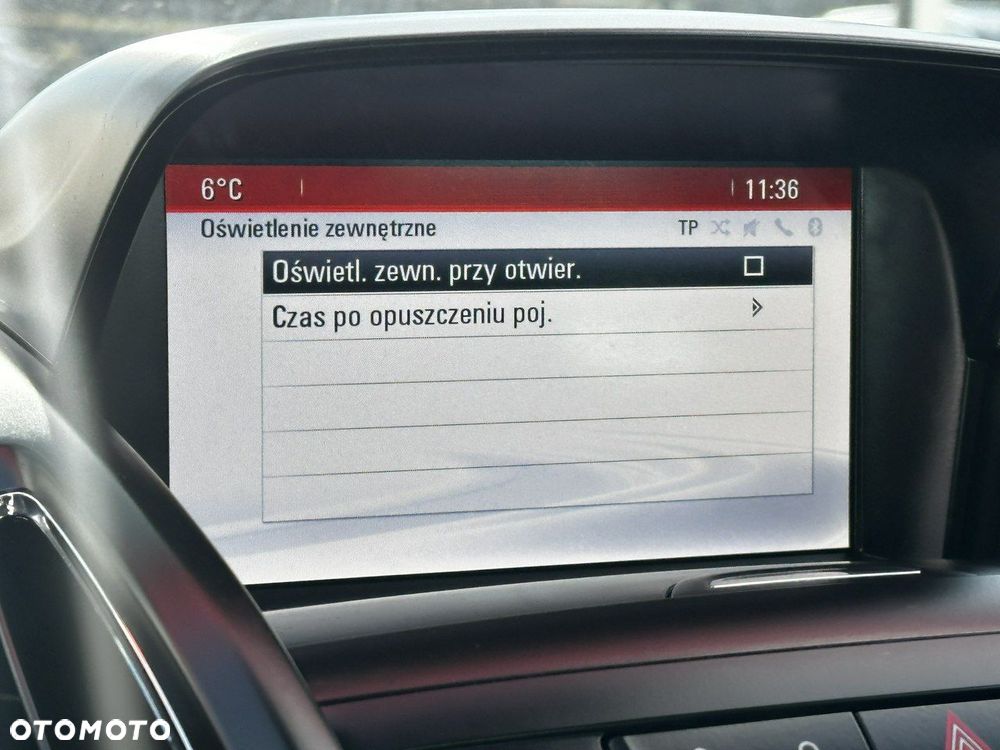 6°C 11:36
Oświetlenie zewnętrzne TP
Oświetl. zewn. przy otwier.
Czas po opuszczeniu poj.
OTOMOTO